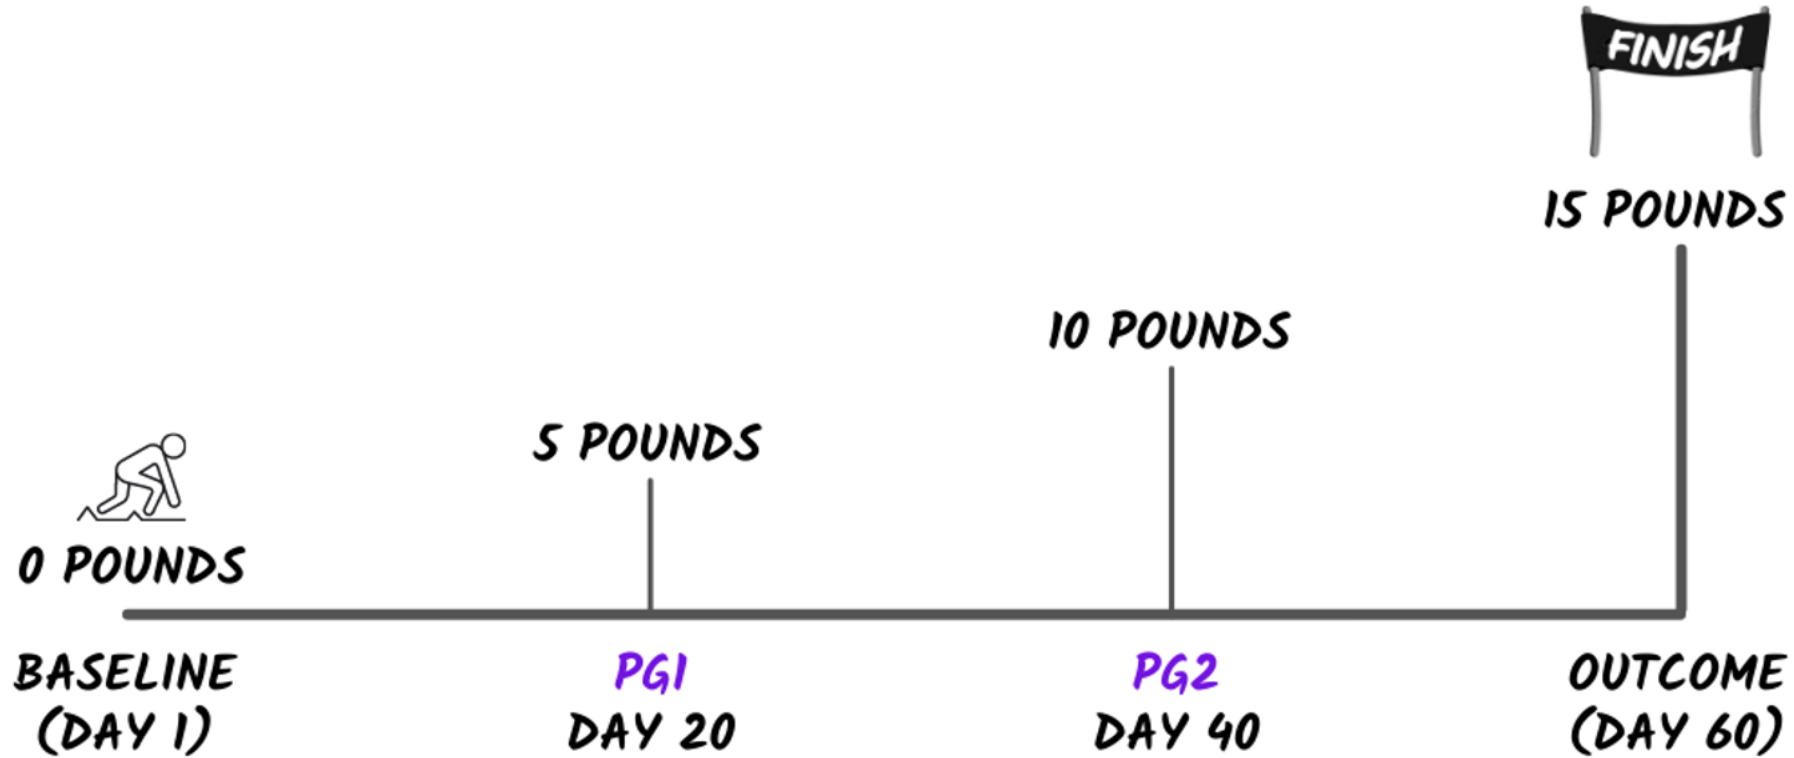 FINISH
15 POUNDS
10 POUNDS
5 POUNDS
0 POUNDS
BASELINE
(DAY 1)
PG1
DAY 20
PG2
DAY 40
OUTCOME
(DAY 60)